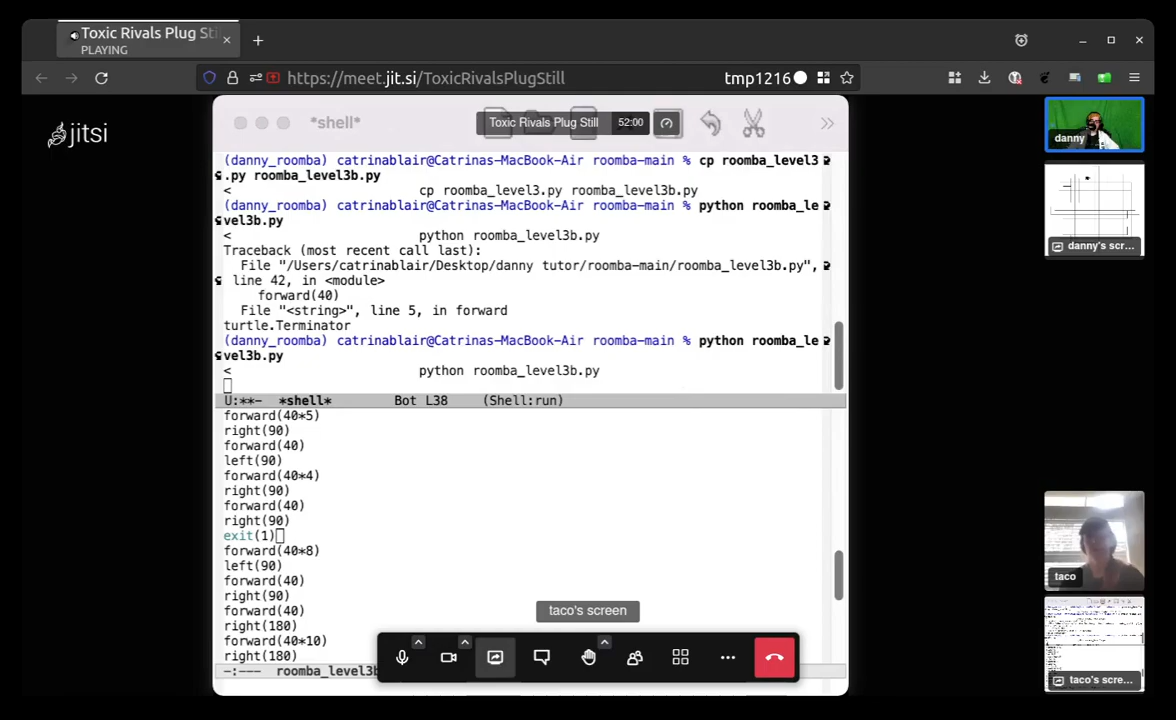 Toxic Rivals Plug Sti
PLAYING
https://meet.jit.si/ToxicRivalsPlugStill
tmp1216
jitsi
*shell*
Toxic Rivals Plug Still 52:00
(danny_roomba) catrinablair@Catrinas-MacBook-Air roomba-main % cp roomba_level3
.py roomba_level3b.py
< cp roomba_level3.py roomba_level3b.py
(danny_roomba) catrinablair@Catrinas-MacBook-Air roomba-main % python roomba_le
vel3b.py
< python roomba_level3b.py
Traceback (most recent call last):
File "/Users/catrinablair/Desktop/danny tutor/roomba-main/roomba_level3b.py",
line 42, in <module>
forward(40)
File "<string>", line 5, in forward
turtle.Terminator
(danny_roomba) catrinablair@Catrinas-MacBook-Air roomba-main % python roomba_le
vel3b.py
< python roomba_level3b.py
U:**- *shell* Bot L38 (Shell:run)
forward(40*5)
right(90)
forward(40)
left(90)
forward(40*4)
right(90)
forward(40)
right(90)
exit(1)
forward(40*8)
left(90)
forward(40)
right(90)
forward(40)
right(180)
forward(40*10)
right(180)
-:--- roomba_level3b
taco's screen
danny
danny's scr...
taco
taco's scre...